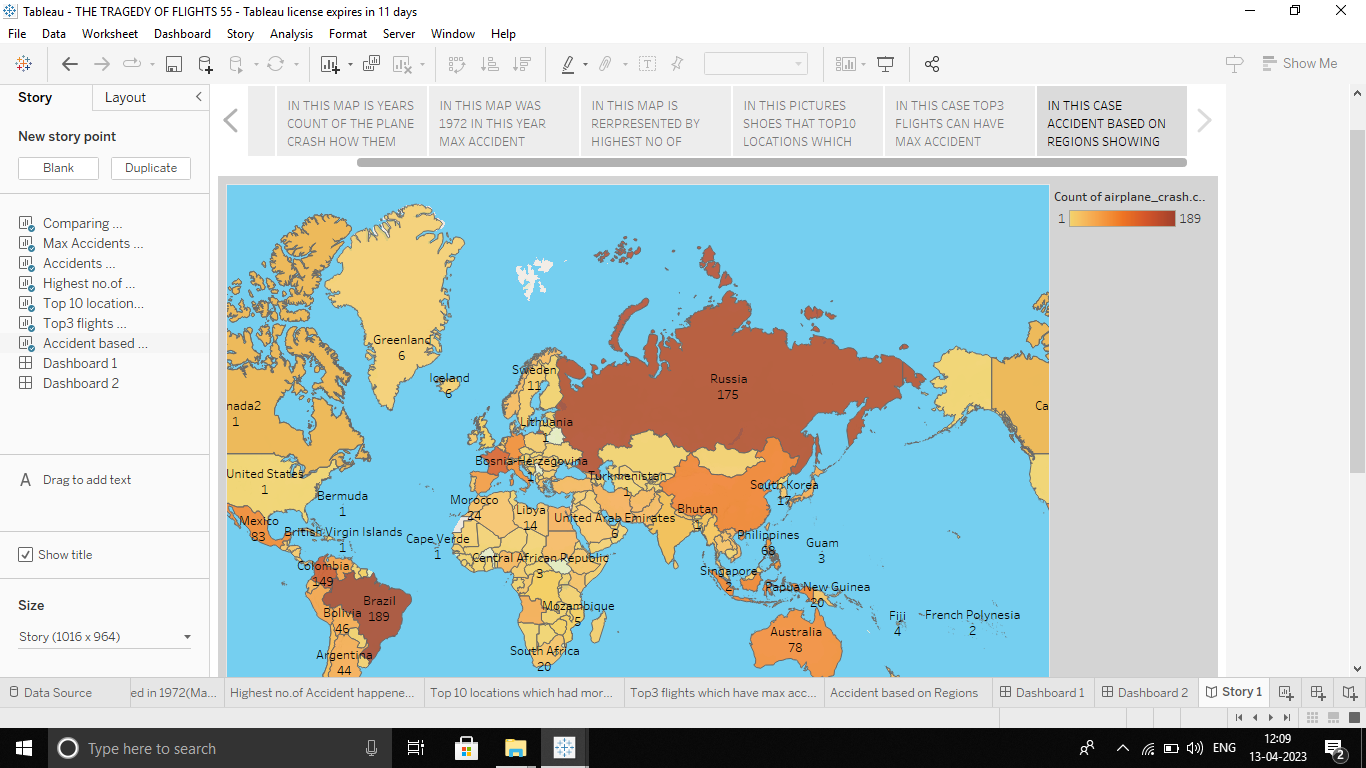 Tableau - THE TRAGEDY OF FLIGHTS 55 - Tableau license expires in 11 days
File Data Worksheet Dashboard Story Analysis Format Server Window Help
Show Me
Story Layout
New story point
Blank Duplicate
Comparing ...
Max Accidents ...
Accidents ...
Highest no.of ...
Top 10 location...
Top3 flights ...
Accident based ...
Dashboard 1
Dashboard 2
A Drag to add text
Show title
Size
Story (1016 x 964)
IN THIS MAP IS YEARS
COUNT OF THE PLANE
CRASH HOW THEM
IN THIS MAP WAS
1972 IN THIS YEAR
MAX ACCIDENT
IN THIS MAP IS
RERPRESENTED BY
HIGHEST NO OF
IN THIS PICTURES
SHOES THAT TOP10
LOCATIONS WHICH
IN THIS CASE TOP3
FLIGHTS CAN HAVE
MAX ACCIDENT
IN THIS CASE
ACCIDENT BASED ON
REGIONS SHOWING
Count of airplane_crash.c..
1 189
Greenland
6
Iceland
6
Sweden
11
Russia
175
nada2
1
Ca
Lithuania
1
Bosnia-Herzegovina
1
United States
1
Turkmenistan
1
South Korea
17
Bermuda
1
Morocco
24
Libya
14
United Arab Emirates
6
Bhutan
1
Mexico
83
British Virgin Islands
1
Cape Verde
1
Philippines
68
Guam
3
Central African Republic
3
Colombia
149
Singapore
2
Papua New Guinea
20
Brazil
189
Bolivia
46
Mozambique
5
Fiji
4
French Polynesia
2
Australia
78
South Africa
20
Argentina
44
Data Source ed in 1972(Ma... Highest no.of Accident happene... Top 10 locations which had mor... Top3 flights which have max acc... Accident based on Regions Dashboard 1 Dashboard 2 Story 1
Type here to search
ENG
12:09
13-04-2023
2